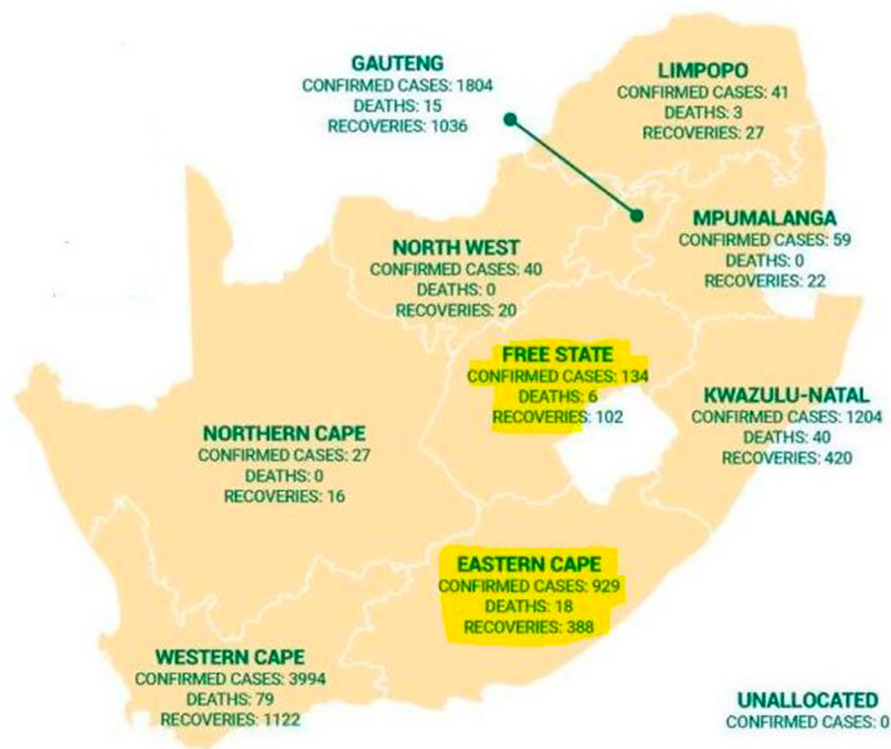 GAUTENG
CONFIRMED CASES: 1804
DEATHS: 15
RECOVERIES: 1036
LIMPOPO
CONFIRMED CASES: 41
DEATHS: 3
RECOVERIES: 27
MPUMALANGA
CONFIRMED CASES: 59
DEATHS: 0
RECOVERIES: 22
NORTH WEST
CONFIRMED CASES: 40
DEATHS: 0
RECOVERIES: 20
FREE STATE
CONFIRMED CASES: 134
DEATHS: 6
RECOVERIES: 102
KWAZULU-NATAL
CONFIRMED CASES: 1204
DEATHS: 40
RECOVERIES: 420
NORTHERN CAPE
CONFIRMED CASES: 27
DEATHS: 0
RECOVERIES: 16
EASTERN CAPE
CONFIRMED CASES: 929
DEATHS: 18
RECOVERIES: 388
WESTERN CAPE
CONFIRMED CASES: 3994
DEATHS: 79
RECOVERIES: 1122
UNALLOCATED
CONFIRMED CASES: 0